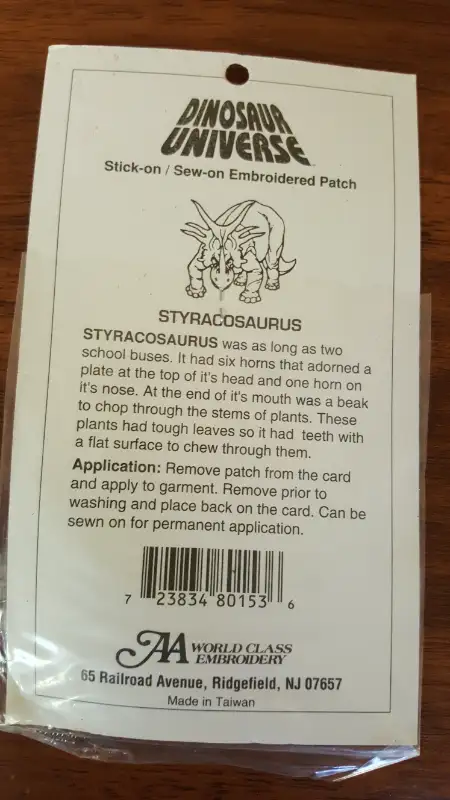 DINOSAUR
UNIVERSE
Stick-on / Sew-on Embroidered Patch
STYRACOSAURUS
STYRACOSAURUS was as long as two
school buses. It had six horns that adorned a
plate at the top of it's head and one horn on
it's nose. At the end of it's mouth was a beak
to chop through the stems of plants. These
plants had tough leaves so it had teeth with
a flat surface to chew through them.
Application: Remove patch from the card
and apply to garment. Remove prior to
washing and place back on the card. Can be
sewn on for permanent application.
7 23834 80153 6
AA WORLD CLASS
EMBROIDERY
65 Railroad Avenue, Ridgefield, NJ 07657
Made in Taiwan